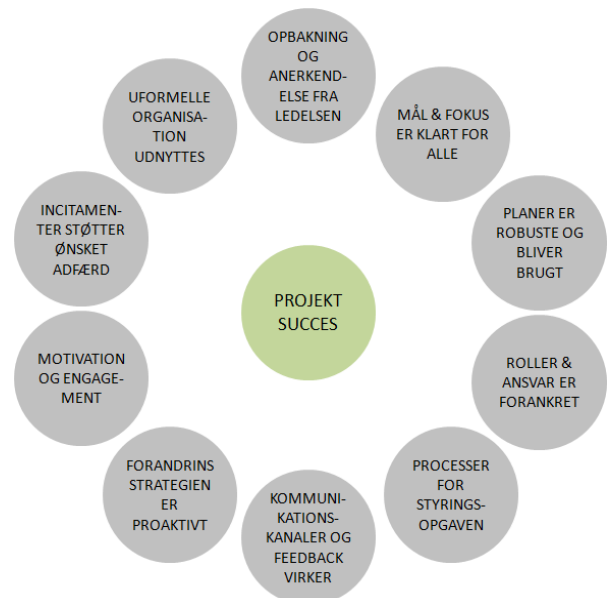 OPBAKNING
OG
ANERKEND-
ELSE FRA
LEDELSEN
MÅL & FOKUS
ER KLART FOR
ALLE
PLANER ER
ROBUSTE OG
BLIVER
BRUGT
ROLLER &
ANSVAR ER
FORANKRET
PROCESSER
FOR
STYRINGS-
OPGAVEN
KOMMUNI-
KATIONS-
KANALER OG
FEEDBACK
VIRKER
FORANDRINS
STRATEGIEN
ER
PROAKTIVT
MOTIVATION
OG ENGAGE-
MENT
INCITAMEN-
TER STØTTER
ØNSKET
ADFÆRD
UFORMELLE
ORGANISA-
TION
UDNYTTES
PROJEKT
SUCCES